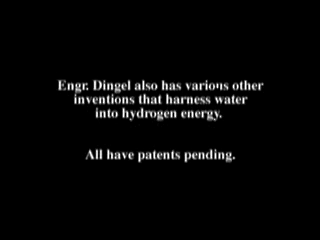 Engr. Dingel also has various other
inventions that harness water
into hydrogen energy.
All have patents pending.